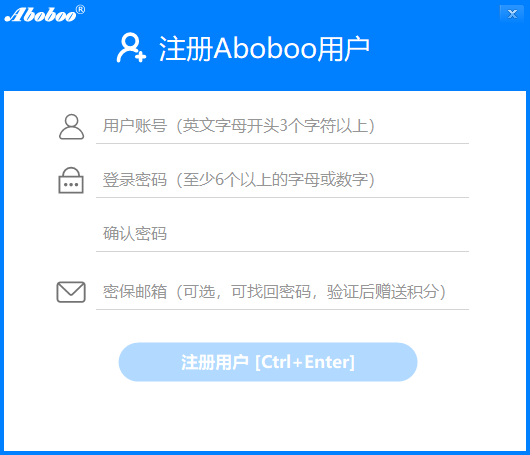 Aboboo®
注册Aboboo用户
用户账号（英文字母开头3个字符以上）
登录密码（至少6个以上的字母或数字）
确认密码
密保邮箱（可选，可找回密码，验证后赠送积分）
注册用户 [Ctrl+Enter]